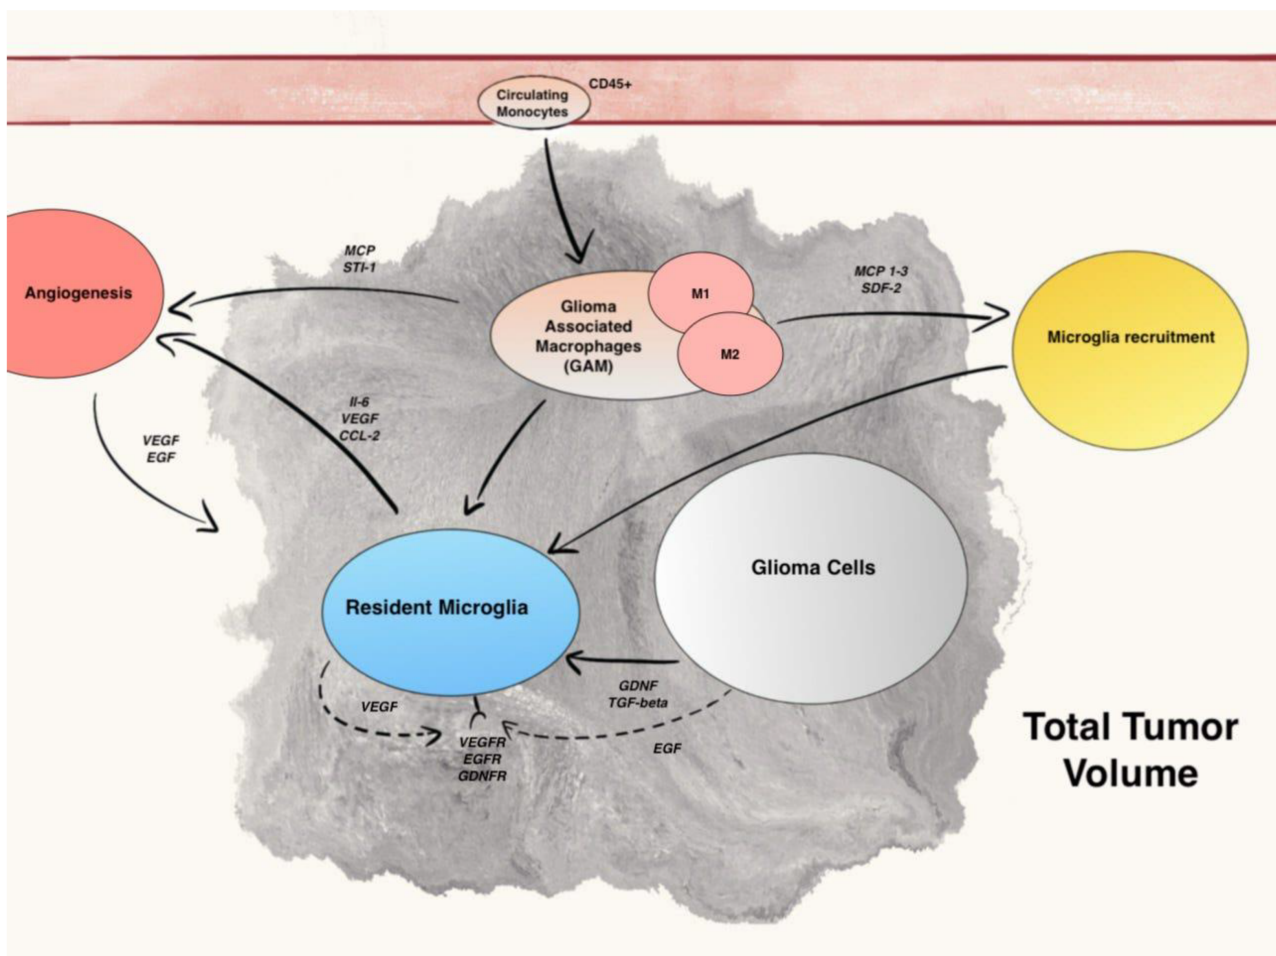 Circulating
Monocytes
CD45+
MCP
STI-1
Angiogenesis
Glioma
Associated
Macrophages
(GAM)
M1
M2
MCP 1-3
SDF-2
Microglia recruitment
Il-6
VEGF
CCL-2
VEGF
EGF
Resident Microglia
Glioma Cells
GDNF
TGF-beta
VEGF
VEGFR
EGFR
GDNFR
EGF
Total Tumor
Volume